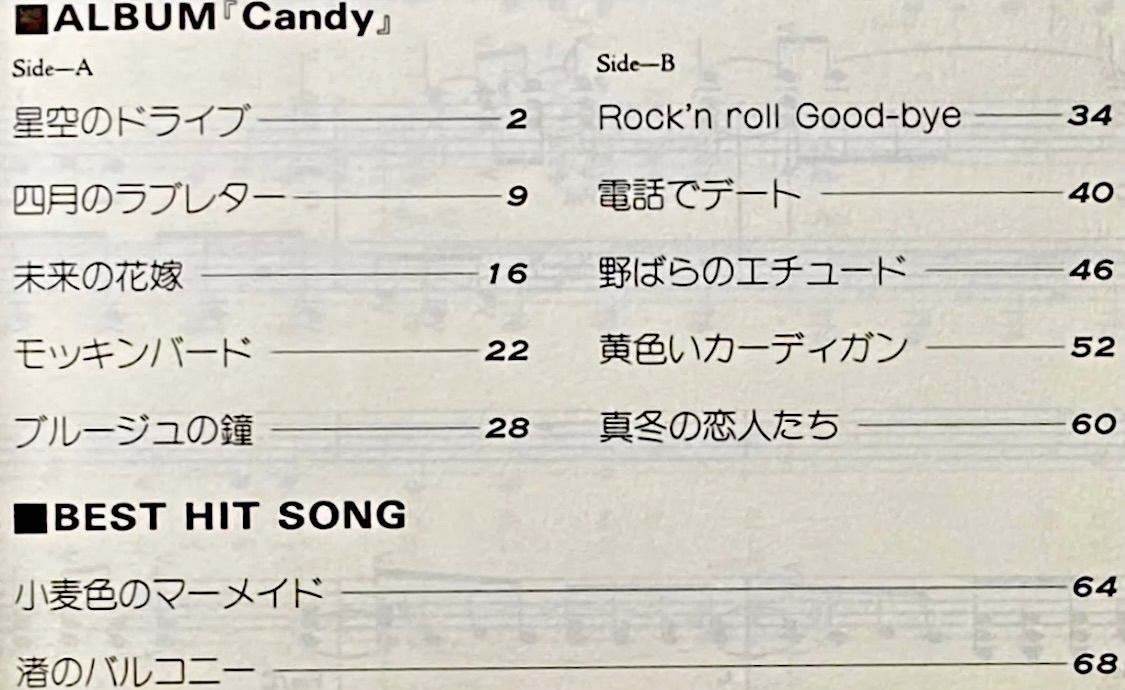 ■ALBUM『Candy』
Side—A
星空のドライブ 2
四月のラブレター 9
未来の花嫁 16
モッキンバード 22
ブルージュの鐘 28
Side—B
Rock'n roll Good-bye 34
電話でデート 40
野ばらのエチュード 46
黄色いカーディガン 52
真冬の恋人たち 60
■BEST HIT SONG
小麦色のマーメイド 64
渚のバルコニー 68